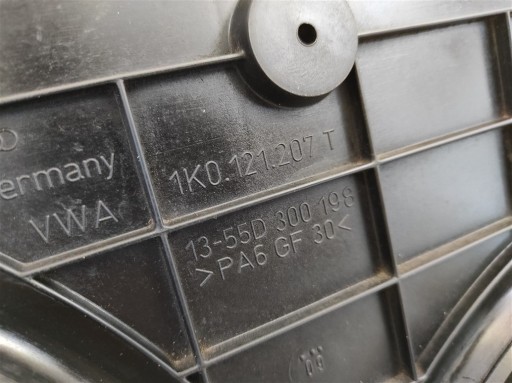 ermany
VWA
1K0.121.207 T
13-55D 300 198
>PA6 GF 30<